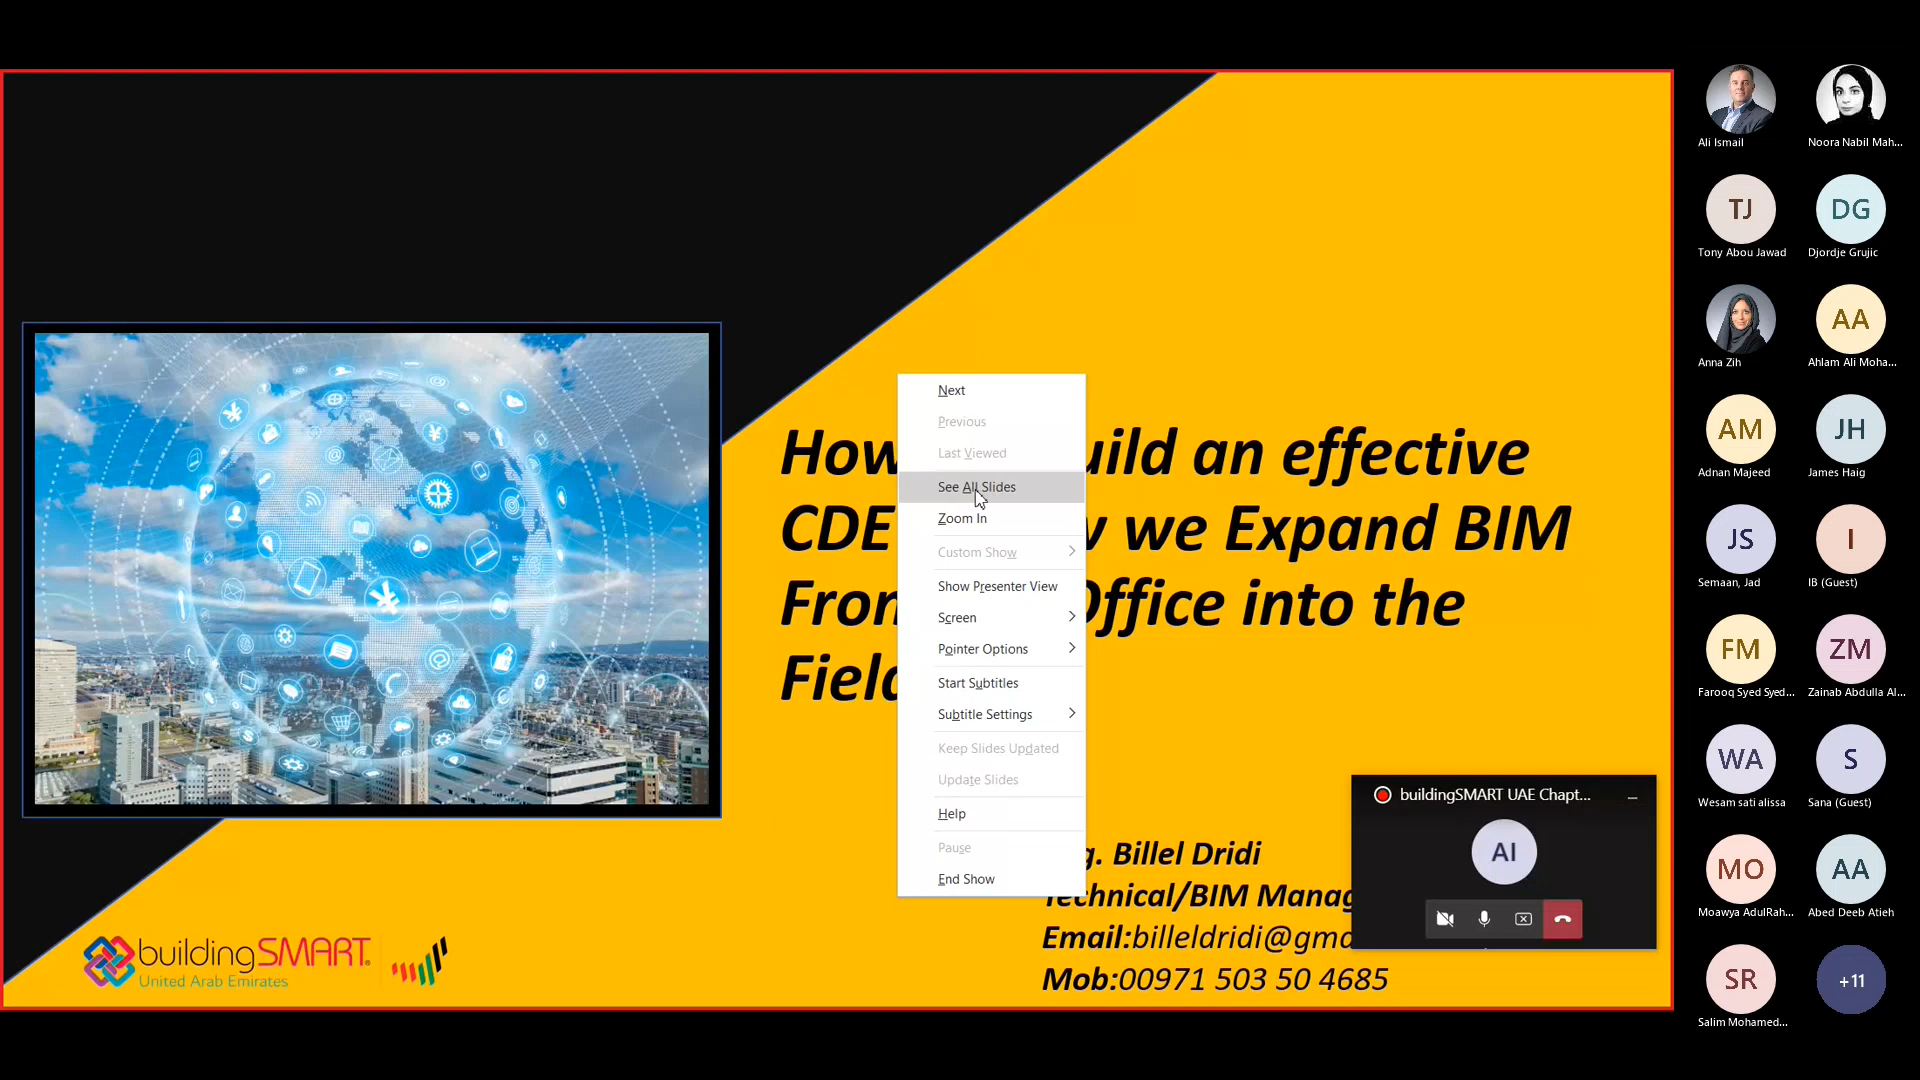 How
uild an effective
CDE
we Expand BIM
From
Office into the
Field
Next
Previous
Last Viewed
See All Slides
Zoom In
Custom Show
Show Presenter View
Screen
Pointer Options
Start Subtitles
Subtitle Settings
Keep Slides Updated
Update Slides
Help
Pause
End Show
g. Billel Dridi
Technical/BIM Manag
Email:billeldridi@gma
Mob:00971 503 50 4685
buildingSMART®
United Arab Emirates
buildingSMART UAE Chapt...
AI
Ali Ismail
Noora Nabil Mah...
TJ
Tony Abou Jawad
DG
Djordje Grujic
Anna Zih
AA
Ahlam Ali Moha...
AM
Adnan Majeed
JH
James Haig
JS
Semaan, Jad
I
IB (Guest)
FM
Farooq Syed Syed...
ZM
Zainab Abdulla Al...
WA
Wesam sati alissa
S
Sana (Guest)
MO
Moawya AdulRah...
AA
Abed Deeb Atieh
SR
Salim Mohamed...
+11